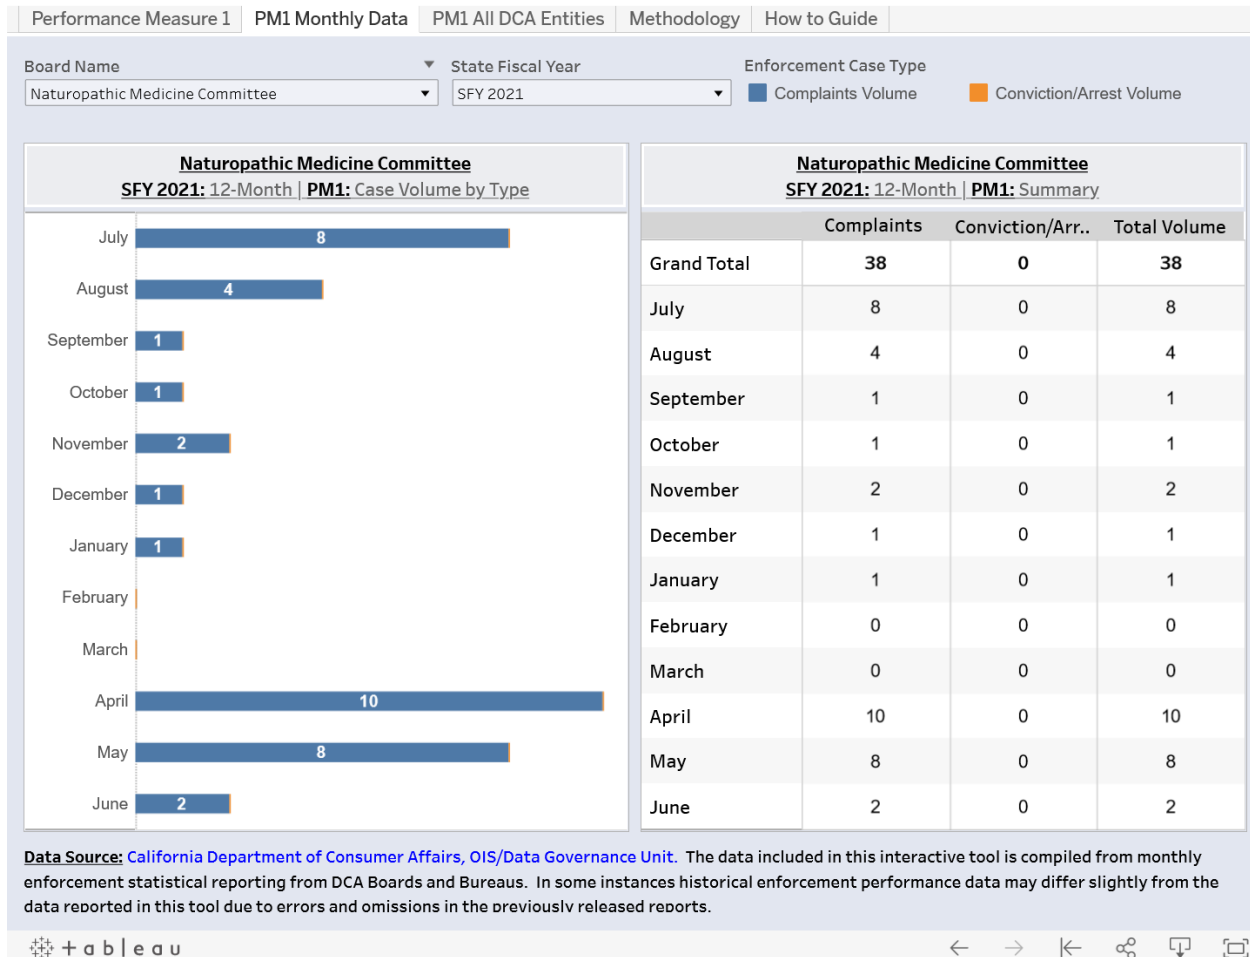 Performance Measure 1
PM1 Monthly Data
PM1 All DCA Entities
Methodology
How to Guide
Board Name
Naturopathic Medicine Committee
State Fiscal Year
SFY 2021
Enforcement Case Type
Complaints Volume
Conviction/Arrest Volume
Naturopathic Medicine Committee
SFY 2021: 12-Month | PM1: Case Volume by Type
July 8
August 4
September 1
October 1
November 2
December 1
January 1
February
March
April 10
May 8
June 2
Naturopathic Medicine Committee
SFY 2021: 12-Month | PM1: Summary
Complaints Conviction/Arr.. Total Volume
Grand Total 38 0 38
July 8 0 8
August 4 0 4
September 1 0 1
October 1 0 1
November 2 0 2
December 1 0 1
January 1 0 1
February 0 0 0
March 0 0 0
April 10 0 10
May 8 0 8
June 2 0 2
Data Source: California Department of Consumer Affairs, OIS/Data Governance Unit. The data included in this interactive tool is compiled from monthly
enforcement statistical reporting from DCA Boards and Bureaus. In some instances historical enforcement performance data may differ slightly from the
data reported in this tool due to errors and omissions in the previously released reports.
+ a b l e a u